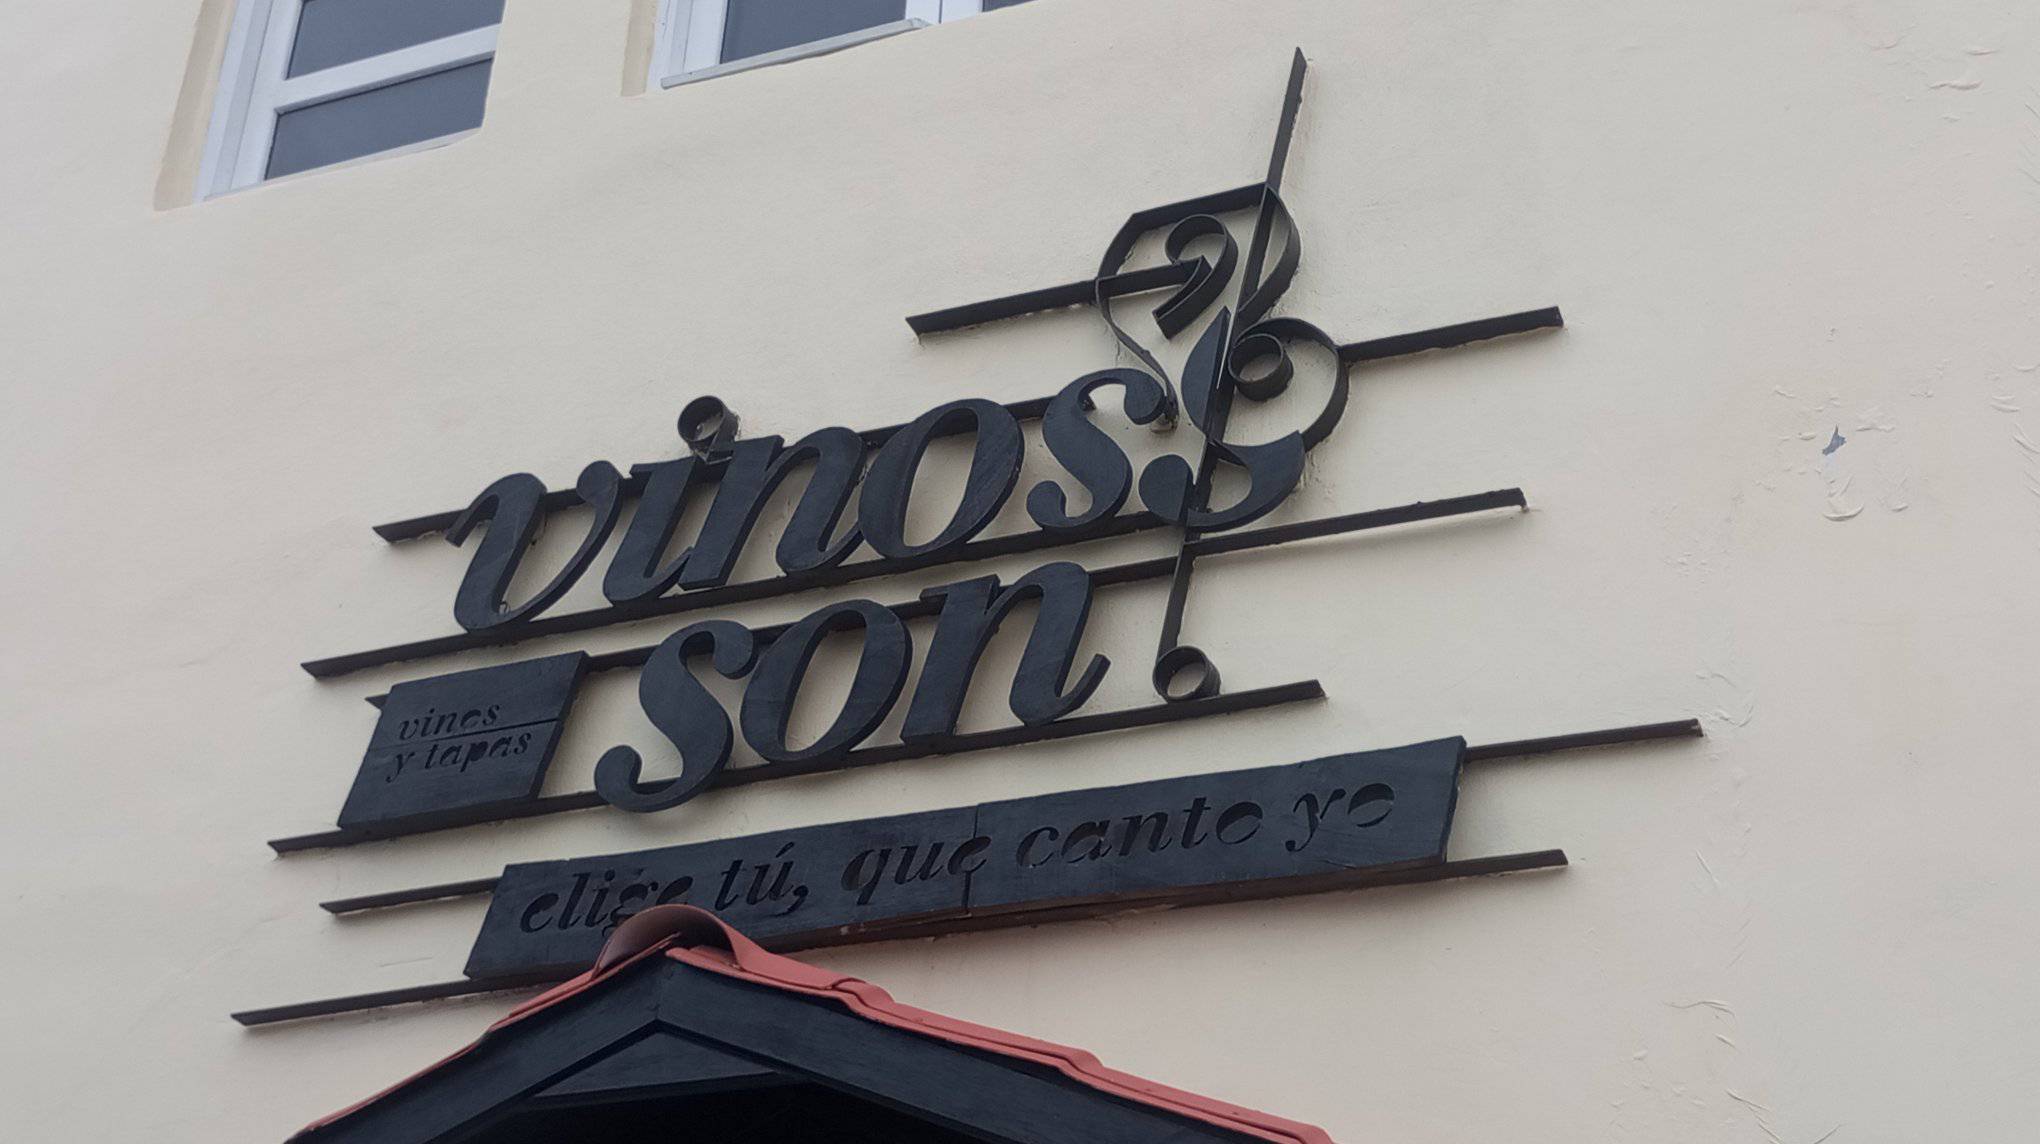 vinos
son
vinos
y tapas
elige tú, que canto yo